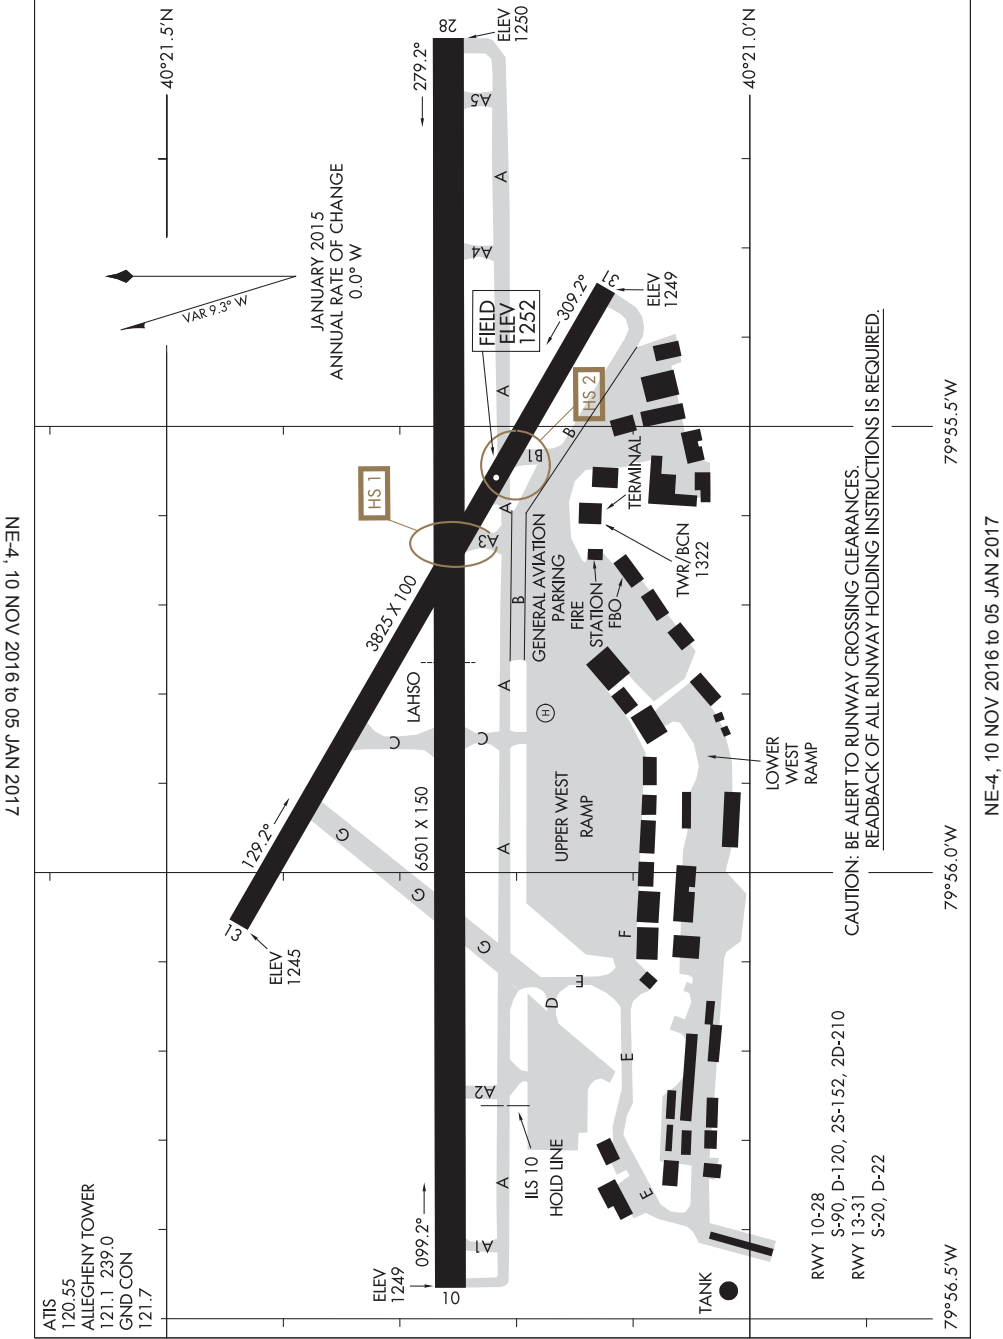 NE-4, 10 NOV 2016 to 05 JAN 2017
ATIS
120.55
ALLEGHENY TOWER
121.1 239.0
GND CON
121.7
40°21.5'N
40°21.0'N
VAR 9.3° W
JANUARY 2015
ANNUAL RATE OF CHANGE
0.0° W
28
279.2°
ELEV
1250
A5
A
A4
FIELD
ELEV
1252
309.2°
31
ELEV
1249
A
HS 2
B
B1
HS 1
A
A3
3825 X 100
LAHSO
B
GENERAL AVIATION
PARKING
FIRE
STATION
FBO
TERMINAL
TWR/BCN
1322
A
H
C
C
G
129.2°
13
ELEV
1245
6501 X 150
A
UPPER WEST
RAMP
LOWER
WEST
RAMP
G
G
F
E
D
E
A2
ILS 10
HOLD LINE
A
E
A1
099.2°
ELEV
1249
10
TANK
RWY 10-28
S-90, D-120, 2S-152, 2D-210
RWY 13-31
S-20, D-22
CAUTION: BE ALERT TO RUNWAY CROSSING CLEARANCES.
READBACK OF ALL RUNWAY HOLDING INSTRUCTIONS IS REQUIRED.
79°56.5'W
79°56.0'W
79°55.5'W
NE-4, 10 NOV 2016 to 05 JAN 2017